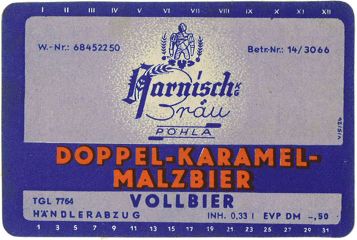 I II III IV V VI VII VIII IX X XI XII
W.-Nr.: 68452250
Betr.-Nr.: 14/3066
Harnisch-
Bräu
PÖHLA
DOPPEL-KARAMEL-
MALZBIER
TGL 7764
VOLLBIER
HÄNDLERABZUG
INH. 0,33 l
EVP DM -,50
1 3 5 7 9 11 13 15 17 19 21 23 25 27 29 31